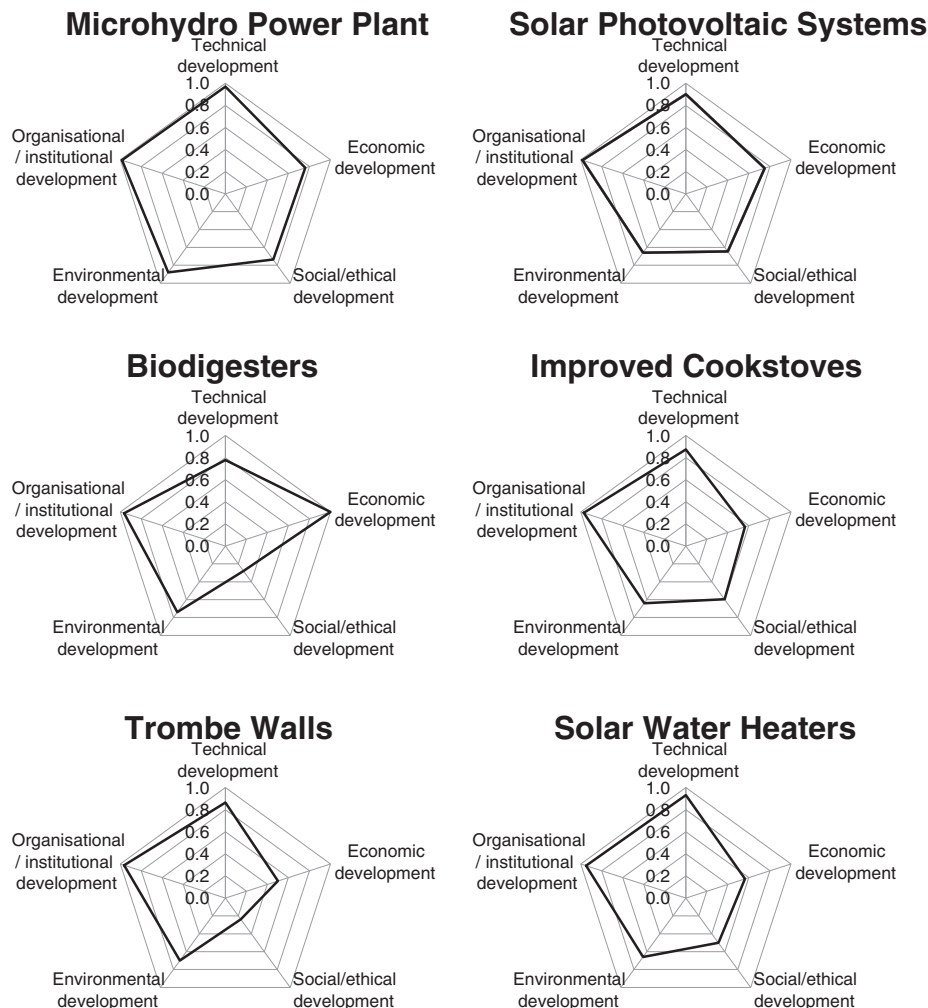 Microhydro Power Plant
Technical
development
1.0
0.8
0.6
0.4
0.2
0.0
Organisational
/ institutional
development
Economic
development
Environmental
development
Social/ethical
development
Solar Photovoltaic Systems
Technical
development
1.0
0.8
0.6
0.4
0.2
0.0
Organisational
/ institutional
development
Economic
development
Environmental
development
Social/ethical
development
Biodigesters
Technical
development
1.0
0.8
0.6
0.4
0.2
0.0
Organisational
/ institutional
development
Economic
development
Environmental
development
Social/ethical
development
Improved Cookstoves
Technical
development
1.0
0.8
0.6
0.4
0.2
0.0
Organisational
/ institutional
development
Economic
development
Environmental
development
Social/ethical
development
Trombe Walls
Technical
development
1.0
0.8
0.6
0.4
0.2
0.0
Organisational
/ institutional
development
Economic
development
Environmental
development
Social/ethical
development
Solar Water Heaters
Technical
development
1.0
0.8
0.6
0.4
0.2
0.0
Organisational
/ institutional
development
Economic
development
Environmental
development
Social/ethical
development